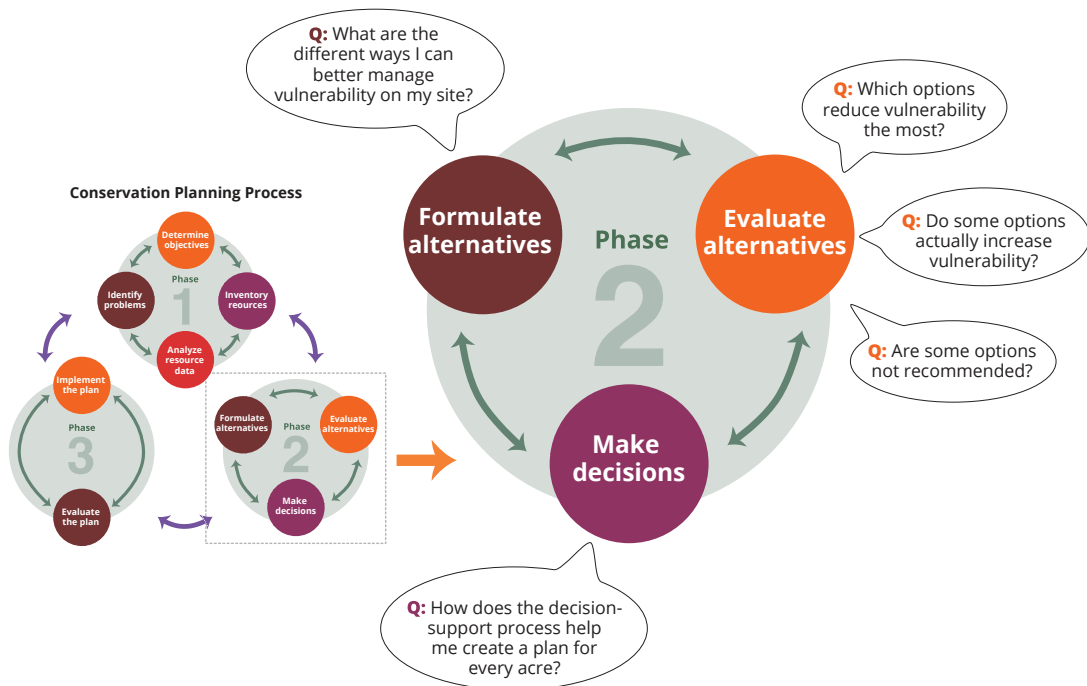 Q: What are the
different ways I can
better manage
vulnerability on my site?
Q: Which options
reduce vulnerability
the most?
Formulate
alternatives
Evaluate
alternatives
Phase
2
Q: Do some options
actually increase
vulnerability?
Q: Are some options
not recommended?
Make
decisions
Q: How does the decision-
support process help
me create a plan for
every acre?
Conservation Planning Process
Determine
objectives
Phase
1
Identify
problems
Inventory
reources
Analyze
resource
data
Implement
the plan
Phase
3
Evaluate
the plan
Formulate
alternatives
Phase
2
Evaluate
alternatives
Make
decisions